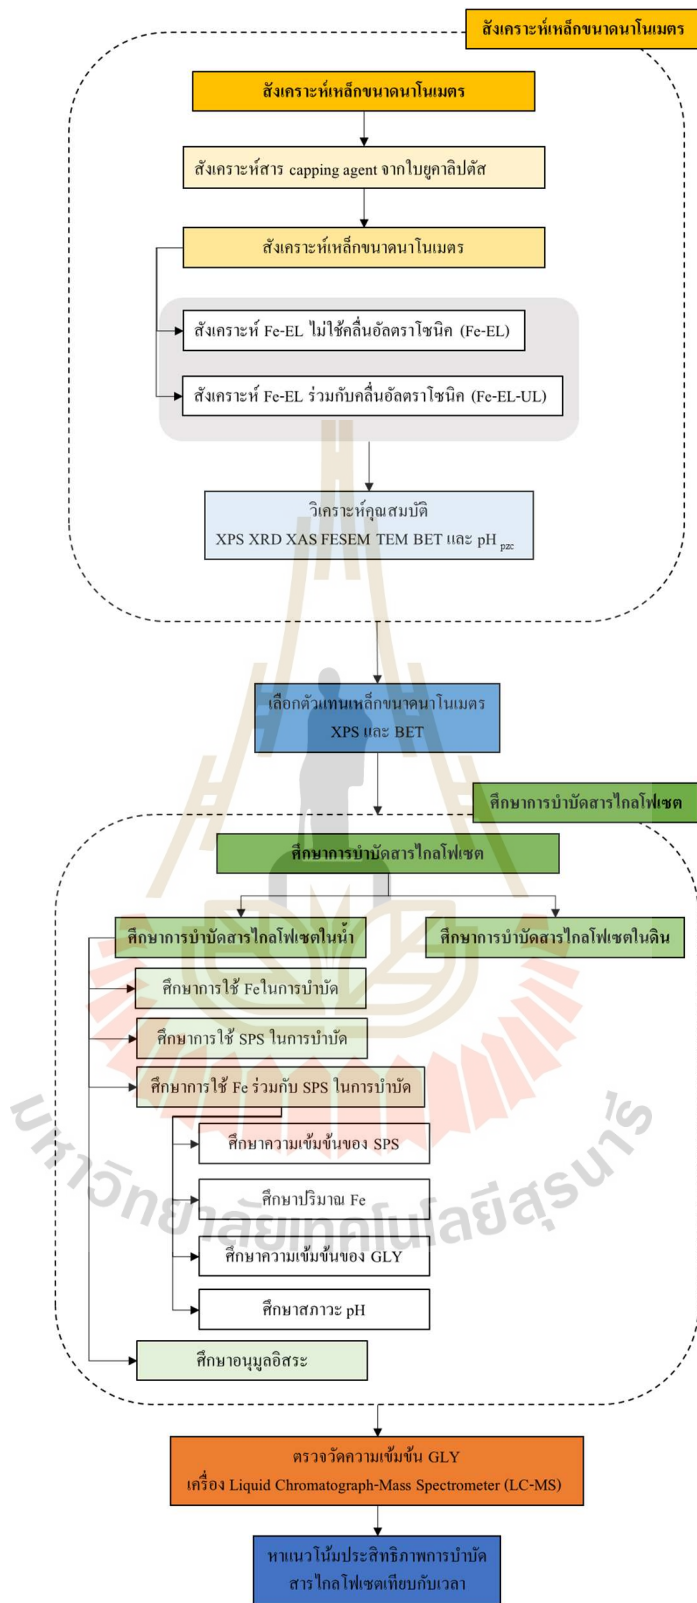 สังเคราะห์เหล็กขนาดนาโนเมตร
สังเคราะห์เหล็กขนาดนาโนเมตร
สังเคราะห์สาร capping agent จากใบยูคาลิปตัส
สังเคราะห์เหล็กขนาดนาโนเมตร
สังเคราะห์ Fe-EL ไม่ใช้คลื่นอัลตราโซนิค (Fe-EL)
สังเคราะห์ Fe-EL ร่วมกับคลื่นอัลตราโซนิค (Fe-EL-UL)
วิเคราะห์คุณสมบัติ
XPS XRD XAS FESEM TEM BET และ pH pzc
เลือกตัวแทนเหล็กขนาดนาโนเมตร
XPS และ BET
ศึกษาการบำบัดสารไกลโฟเซต
ศึกษาการบำบัดสารไกลโฟเซต
ศึกษาการบำบัดสารไกลโฟเซตในน้ำ
ศึกษาการบำบัดสารไกลโฟเซตในดิน
ศึกษาการใช้ Feในการบำบัด
ศึกษาการใช้ SPS ในการบำบัด
ศึกษาการใช้ Fe ร่วมกับ SPS ในการบำบัด
ศึกษาความเข้มข้นของ SPS
ศึกษาปริมาณ Fe
ศึกษาความเข้มข้นของ GLY
ศึกษาสภาวะ pH
ศึกษาอนุมูลอิสระ
มหาวิทยาลัยเทคโนโลยีสุรนารี
ตรวจวัดความเข้มข้น GLY
เครื่อง Liquid Chromatograph-Mass Spectrometer (LC-MS)
หาแนวโน้มประสิทธิภาพการบำบัด
สารไกลโฟเซตเทียบกับเวลา